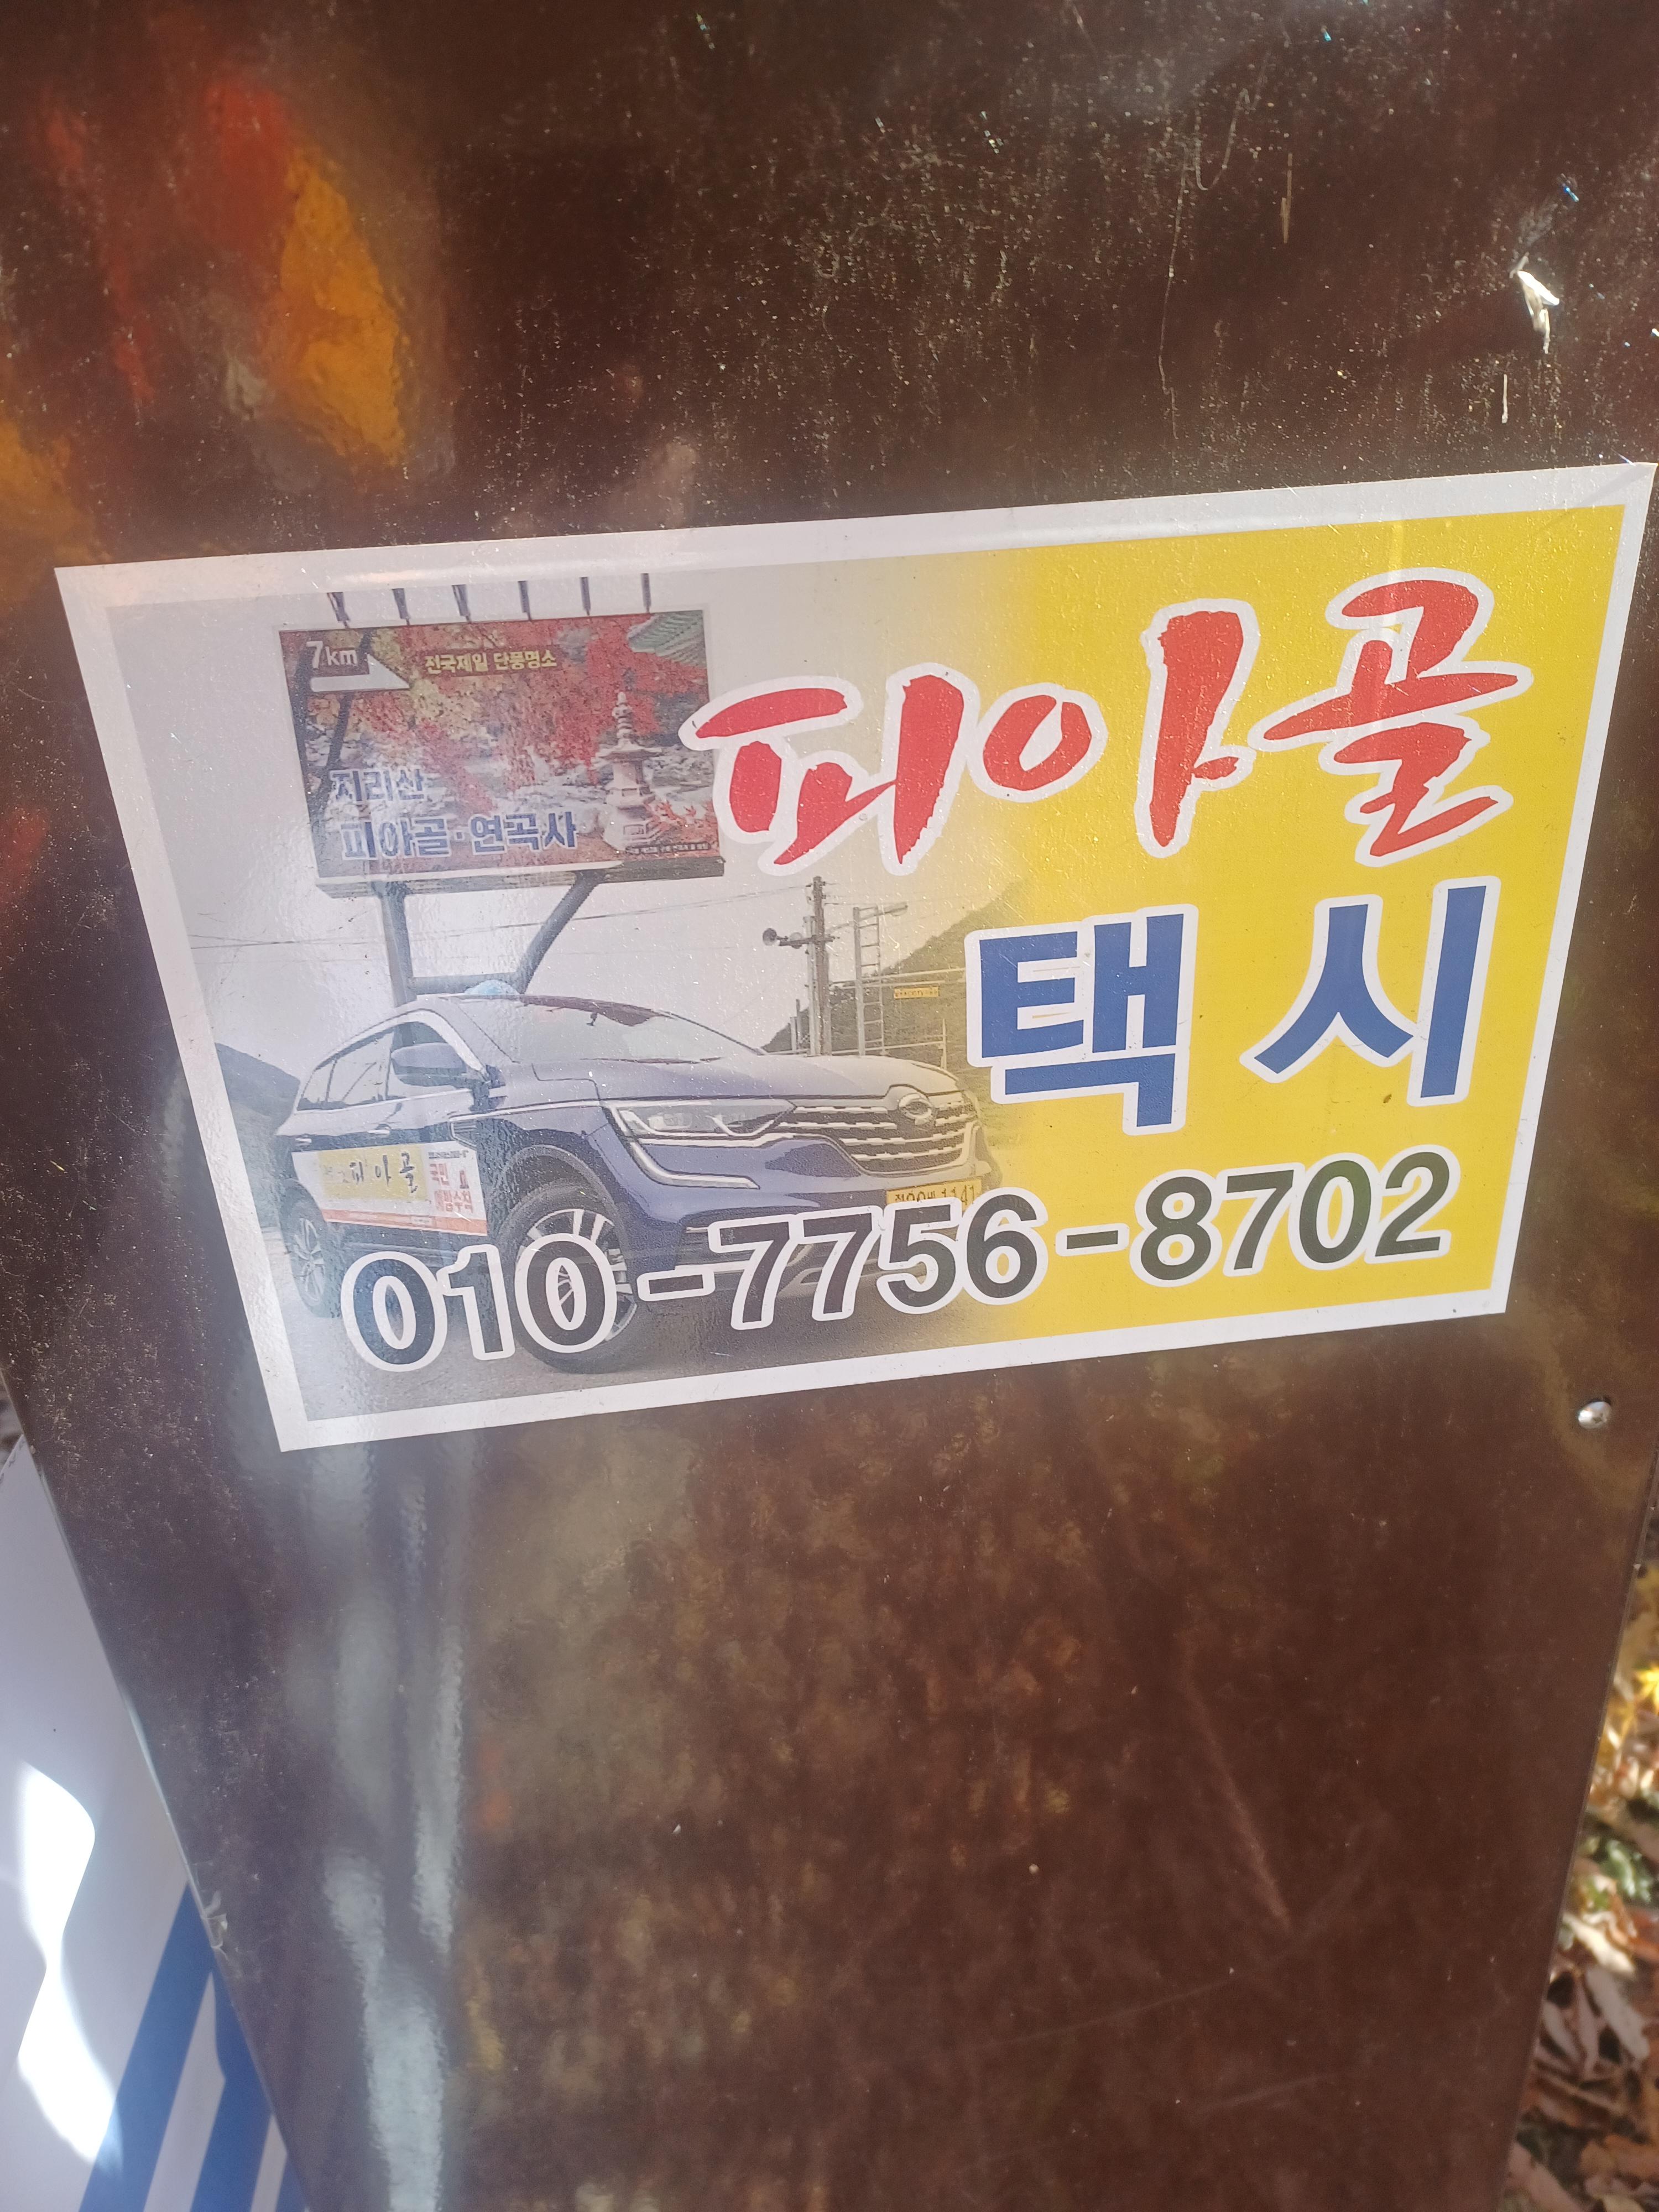 7km
전국제일 단풍명소
지리산
피아골·연곡사
피아골
택시
피아골
010-7756-8702